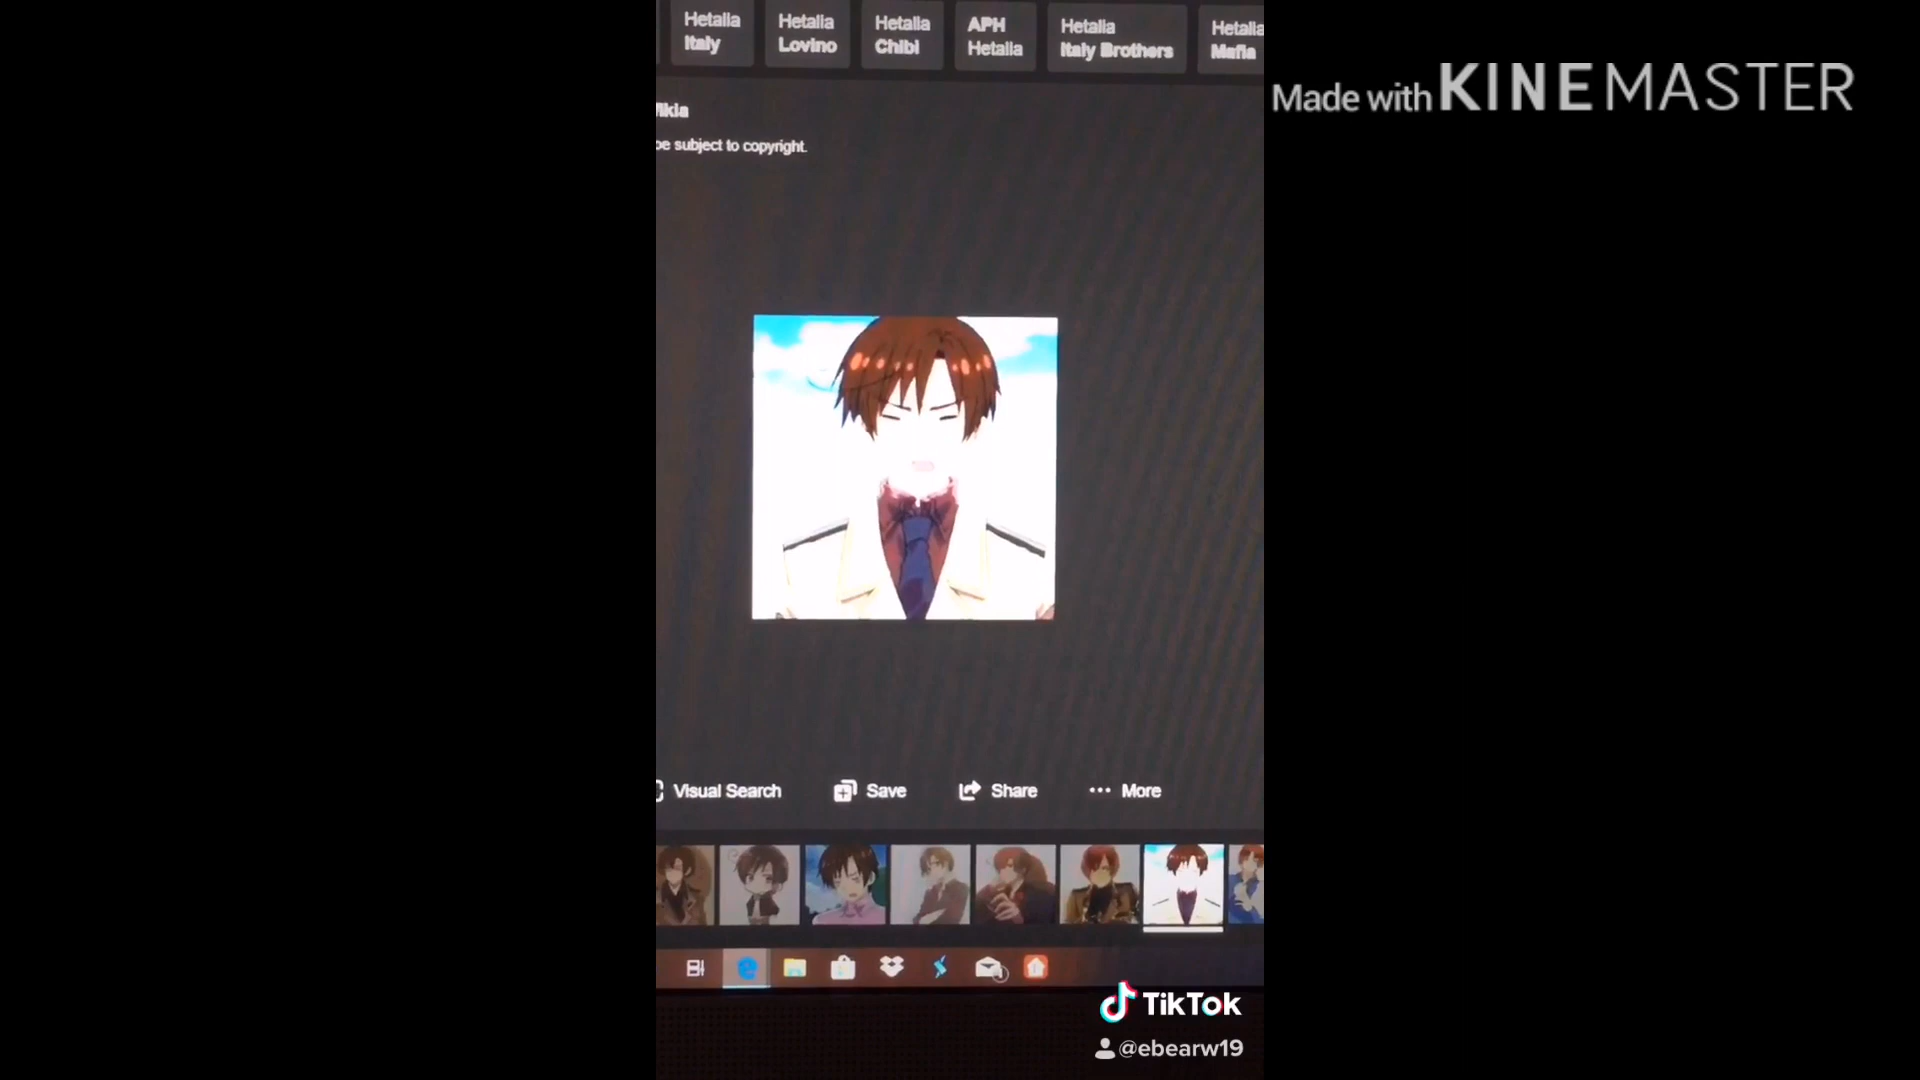 Hetalia
Italy
Hetalia
Lovino
Hetalia
Chibi
APH
Hetalia
Hetalia
Italy Brothers
Hetalia
Mafia
Made with KINEMASTER
be subject to copyright.
Visual Search
Save
Share
More
TikTok
@ebearw19